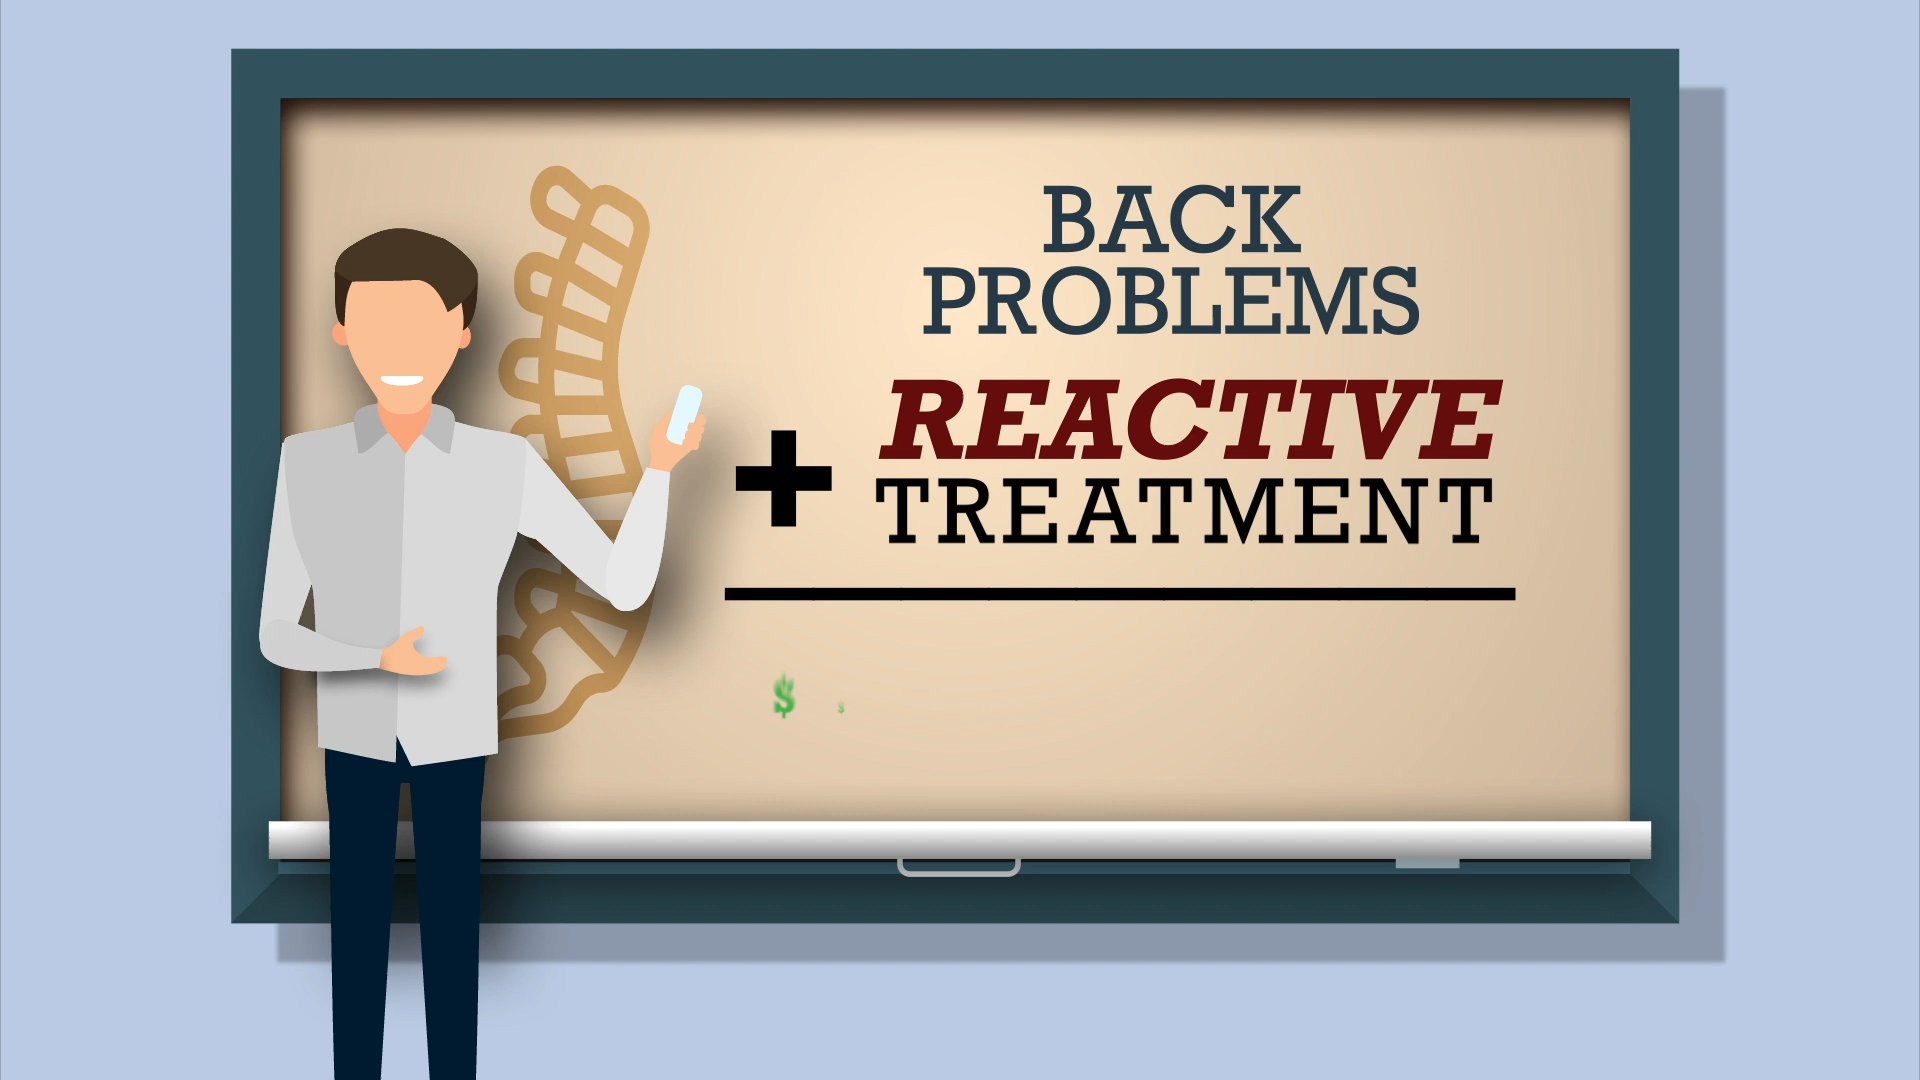 BACK
PROBLEMS
REACTIVE
+
TREATMENT
$ $